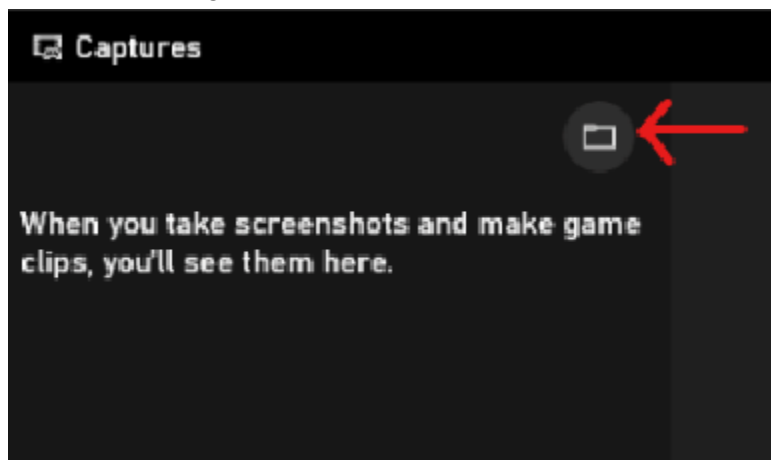 Captures
When you take screenshots and make game
clips, you'll see them here.